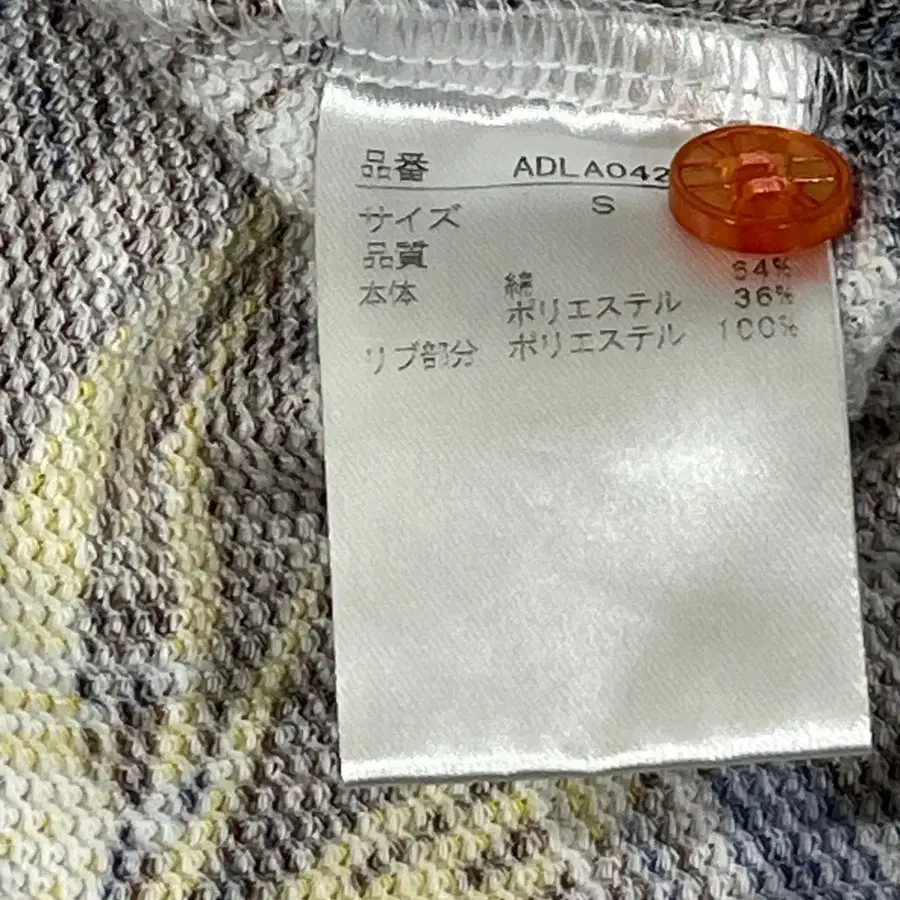 品番 ADLA042
サイズ S
品質
本体 綿 64%
ポリエステル 36%
リブ部分 ポリエステル 100%